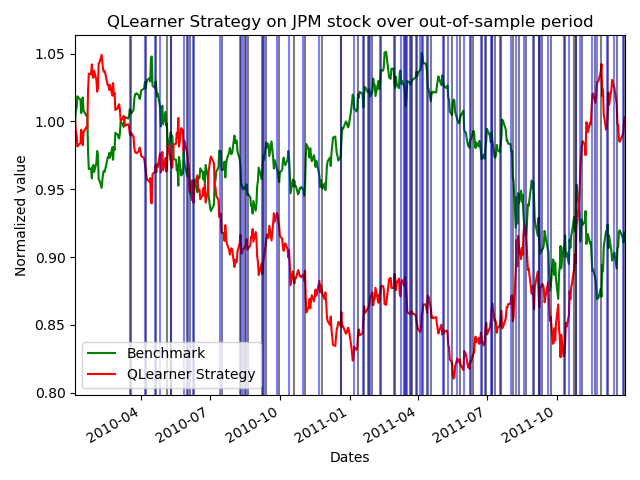 QLearner Strategy on JPM stock over out-of-sample period
1.05
1.00
0.95
0.90
0.85
0.80
Normalized value
Benchmark
QLearner Strategy
2010-04
2010-07
2010-10
2011-01
2011-04
2011-07
2011-10
Dates